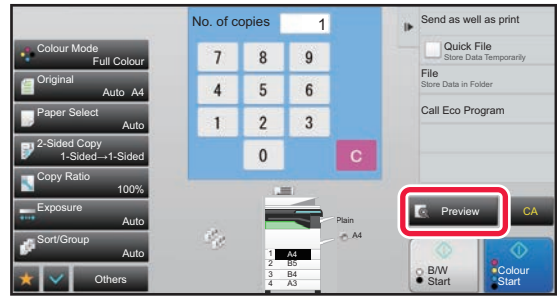 No. of copies 1
Send as well as print
Colour Mode
Full Colour
Quick File
Store Data Temporarily
7 8 9
Original
Auto A4
File
Store Data in Folder
4 5 6
Paper Select
Auto
Call Eco Program
1 2 3
2-Sided Copy
1-Sided→1-Sided
0 C
Copy Ratio
100%
Exposure
Auto
Plain
Preview
CA
A4
Sort/Group
Auto
1 A4
2 B5
3 B4
4 A3
B/W
Start
Colour
Start
Others